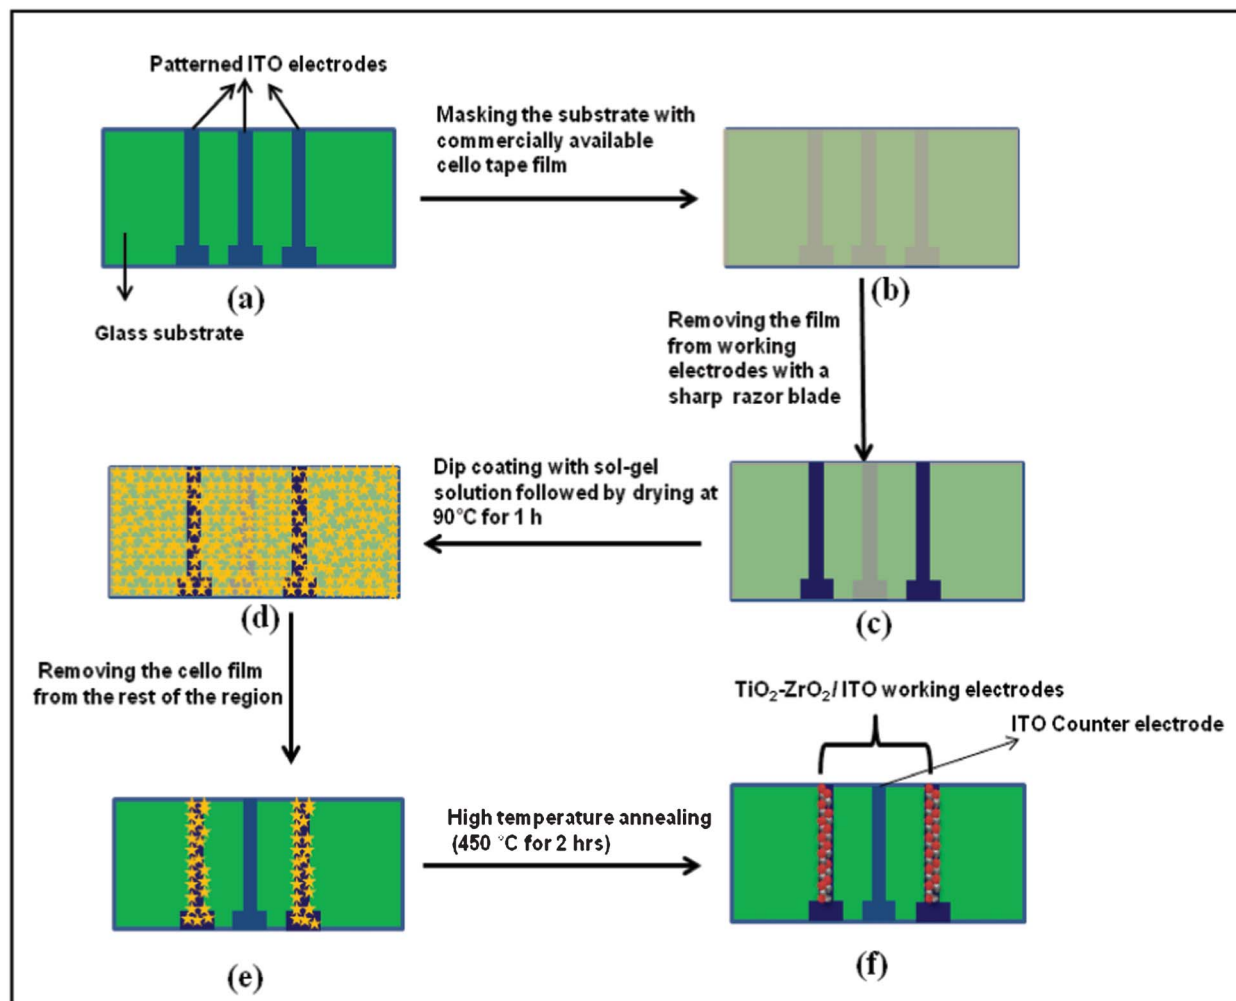 Patterned ITO electrodes
Masking the substrate with
commercially available
cello tape film
(a)
Glass substrate
(b)
Removing the film
from working
electrodes with a
sharp razor blade
(c)
Dip coating with sol-gel
solution followed by drying at
90°C for 1 h
(d)
Removing the cello film
from the rest of the region
(e)
High temperature annealing
(450 °C for 2 hrs)
TiO₂-ZrO₂/ ITO working electrodes
ITO Counter electrode
(f)